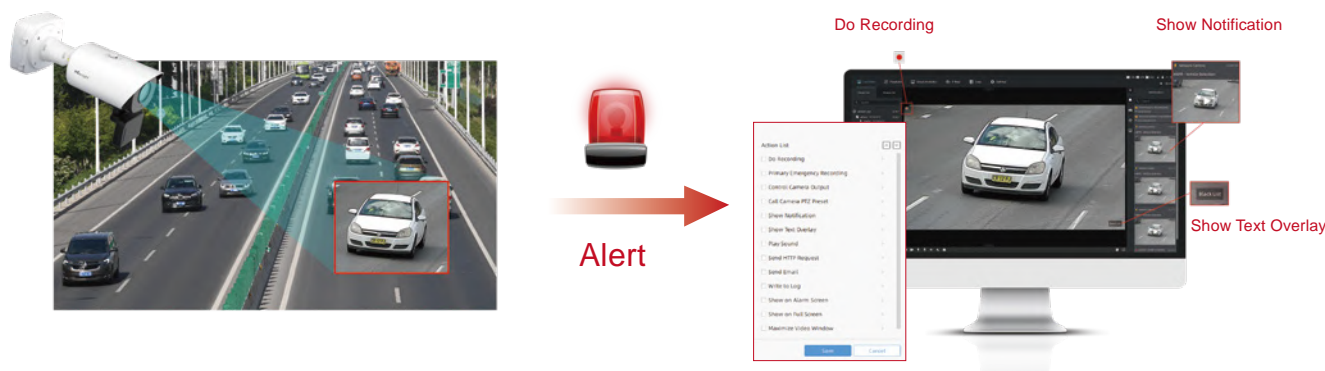 Do Recording
Show Notification
Action List
Do Recording
Primary Emergency Recording
Control Camera Output
Call Camera PTZ Preset
Show Notification
Show Text Overlay
Play Sound
Send HTTP Request
Send Email
Write to Log
Show on Alarm Screen
Show on Full Screen
Maximize Video Window
Save
Cancel
Black List
Show Text Overlay
Alert